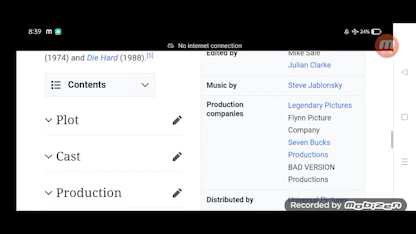 8:39
24%
No internet connection
(1974) and Die Hard (1988).[5]
Contents
Plot
Cast
Production
Edited by
Mike Sale
Julian Clarke
Music by
Steve Jablonsky
Production
companies
Legendary Pictures
Flynn Picture
Company
Seven Bucks
Productions
BAD VERSION
Productions
Distributed by
Recorded by
mobizen